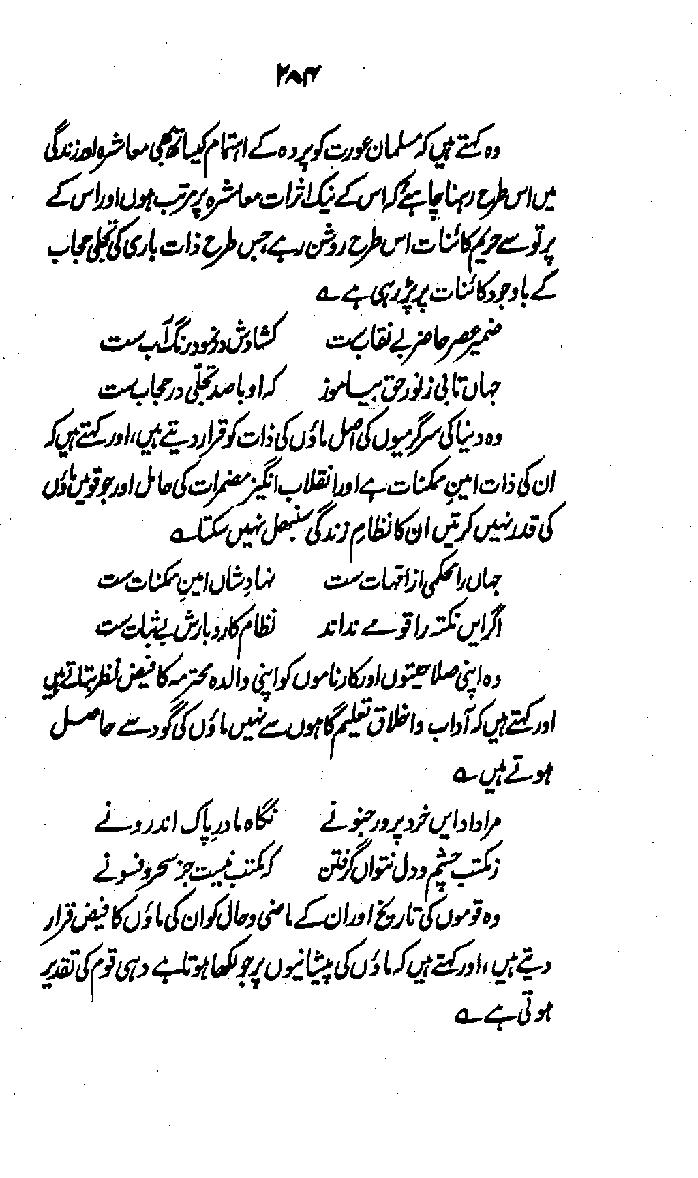 ۲۸۴
وہ کہتے ہیں کہ مسلمان عورت کو پردہ کے اہتمام کیساتھ بھی معاشرہ اور زندگی
میں اس طرح رہنا چاہئے کہ اس کے نیک اثرات معاشرہ پر مرتب ہوں اور اس کے
پرتو سے حریم کائنات اس طرح روشن رہے جس طرح ذات باری کی تجلی حجاب
کے باوجود کائنات پر پڑ رہی ہے ؎
ضمیر عصر حاضر بے نقاب ست کشادش در نمود رنگ آب ست
جہاں تابی ز نور حق بیاموز کہ او با صد تجلّی در حجاب ست
وہ دنیا کی سرگرمیوں کی اصل ماؤں کی ذات کو قرار دیتے ہیں، اور کہتے ہیں کہ
ان کی ذات امینِ ممکنات ہے اور انقلاب انگیز مضمرات کی حامل اور جو قومیں ماؤں
کی قدر نہیں کرتیں ان کا نظامِ زندگی سنبھل نہیں سکتا ؎
جہاں را محکمی از امہات ست نہادِ شاں امینِ ممکنات ست
اگر ایں نکتہ را قومے نداند نظام کار و بارش بے ثبات ست
وہ اپنی صلاحیتوں اور کارناموں کو اپنی والدہ محترمہ کا فیض نظر بتاتے ہیں
اور کہتے ہیں کہ آداب و اخلاق تعلیم گاہوں سے نہیں ماؤں کی گود سے حاصل
ہوتے ہیں ؎
مرا داد ایں خرد پرور جنونے نگاہ مادرِ پاک اندرونے
ز مکتب چشم و دل نتواں گرفتن کہ مکتب نیست جز سحر و فسونے
وہ قوموں کی تاریخ اور ان کے ماضی و حال کو ان کی ماؤں کا فیض قرار
دیتے ہیں، اور کہتے ہیں کہ ماؤں کی پیشانیوں پر جو لکھا ہوتا ہے وہی قوم کی تقدیر
ہوتی ہے ؎